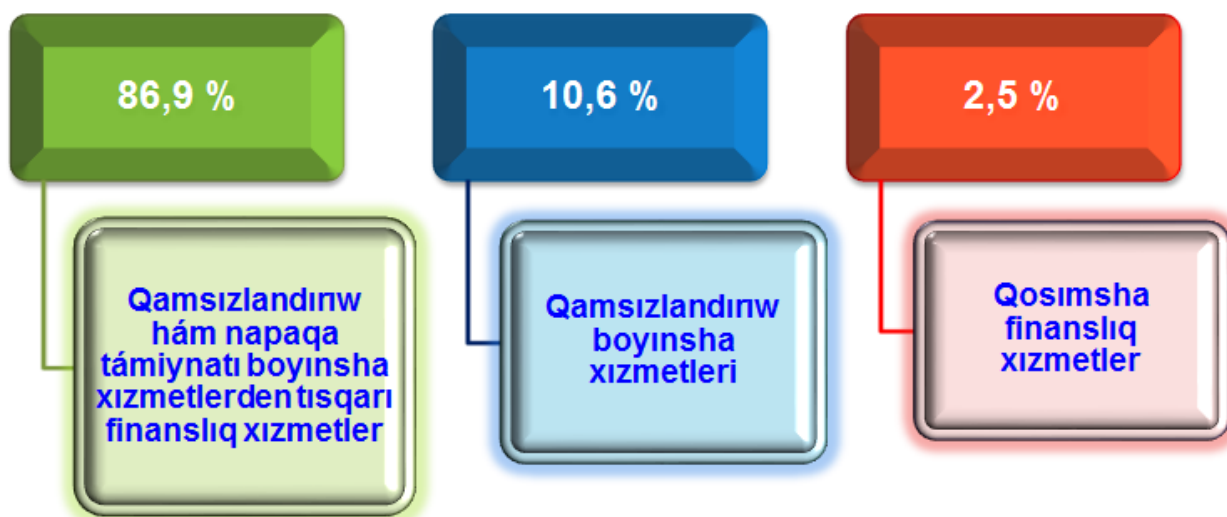 86,9 %
10,6 %
2,5 %
Qamsızlandırıw
hám napaqa
támiynatı boyınsha
xızmetlerden tısqarı
finanslıq xızmetler
Qamsızlandırıw
boyınsha
xızmetleri
Qosımsha
finanslıq
xızmetler